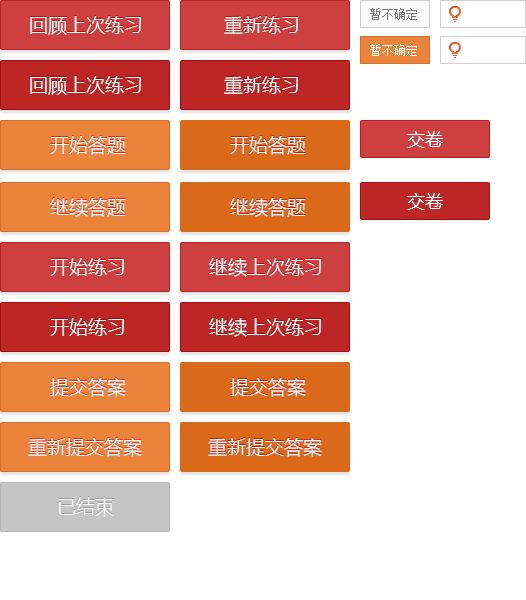 回顾上次练习
重新练习
暂不确定
回顾上次练习
重新练习
暂不确定
开始答题
开始答题
交卷
继续答题
继续答题
交卷
开始练习
继续上次练习
开始练习
继续上次练习
提交答案
提交答案
重新提交答案
重新提交答案
已结束